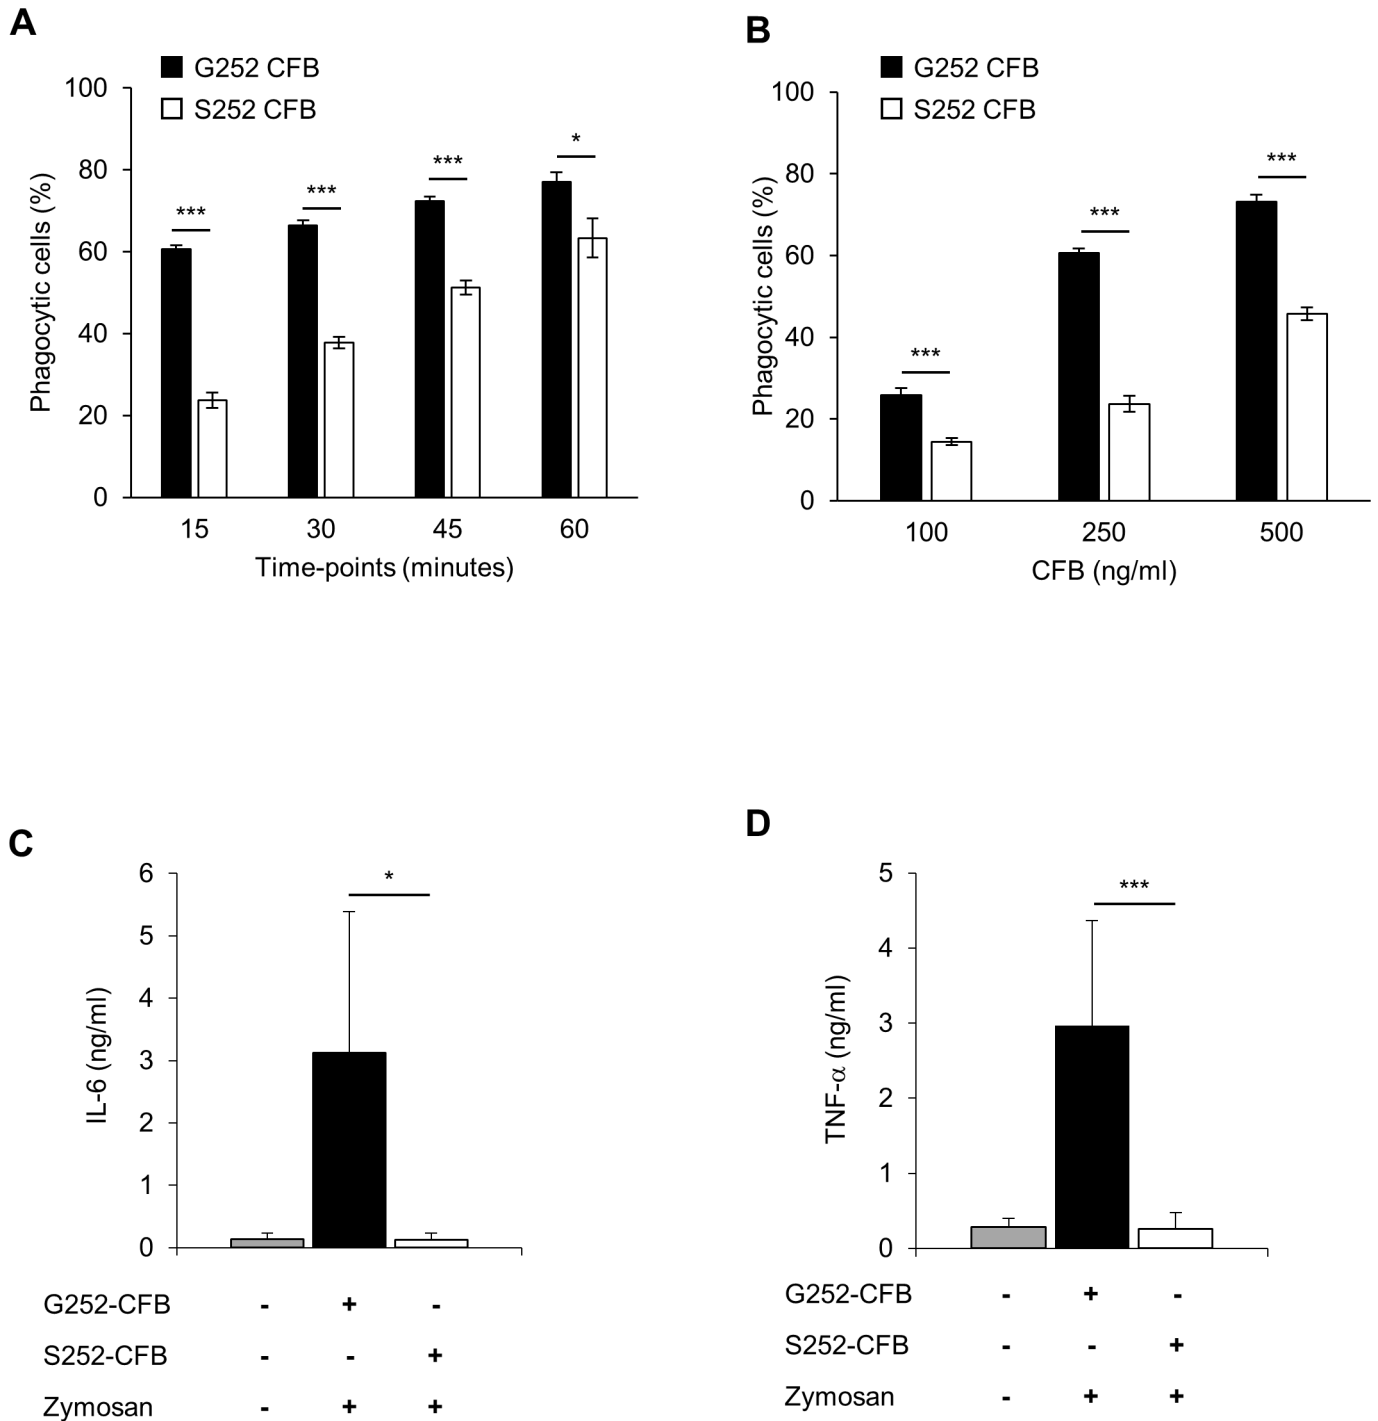 A
G252 CFB
S252 CFB
100
80
60
40
20
0
Phagocytic cells (%)
***
***
***
*
15 30 45 60
Time-points (minutes)
B
G252 CFB
S252 CFB
100
80
60
40
20
0
Phagocytic cells (%)
***
***
***
100 250 500
CFB (ng/ml)
C
6
5
4
3
2
1
0
IL-6 (ng/ml)
*
G252-CFB - + -
S252-CFB - - +
Zymosan - + +
D
5
4
3
2
1
0
TNF-α (ng/ml)
***
G252-CFB - + -
S252-CFB - - +
Zymosan - + +